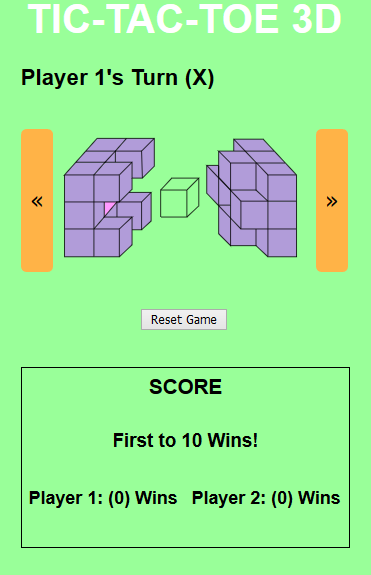 TIC-TAC-TOE 3D
Player 1's Turn (X)
« »
Reset Game
SCORE
First to 10 Wins!
Player 1: (0) Wins Player 2: (0) Wins